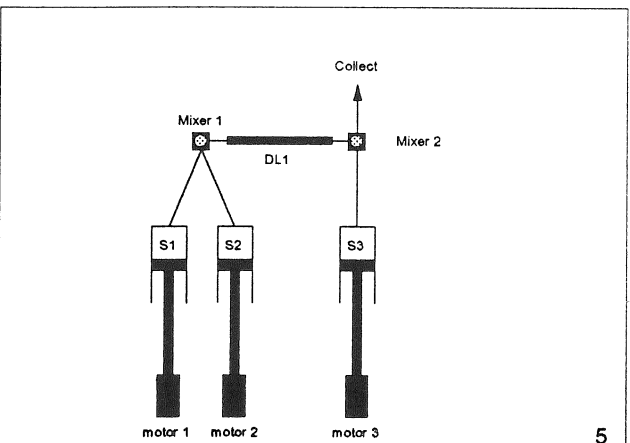 Collect
Mixer 1
Mixer 2
DL1
S1
S2
S3
motor 1
motor 2
motor 3
5